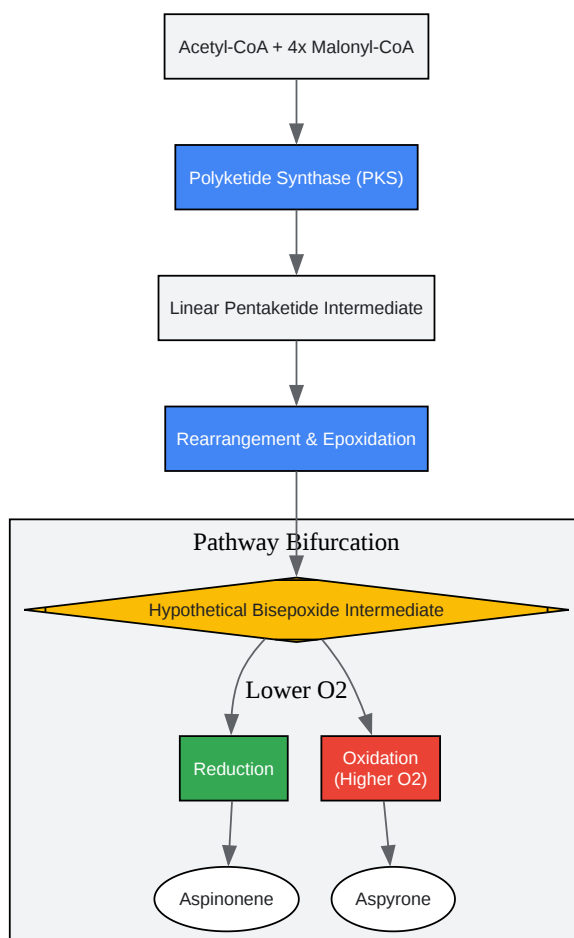 Acetyl-CoA + 4x Malonyl-CoA
Polyketide Synthase (PKS)
Linear Pentaketide Intermediate
Rearrangement & Epoxidation
Pathway Bifurcation
Hypothetical Bisepoxide Intermediate
Lower O2
Reduction
Oxidation
(Higher O2)
Aspinonene
Aspyrone